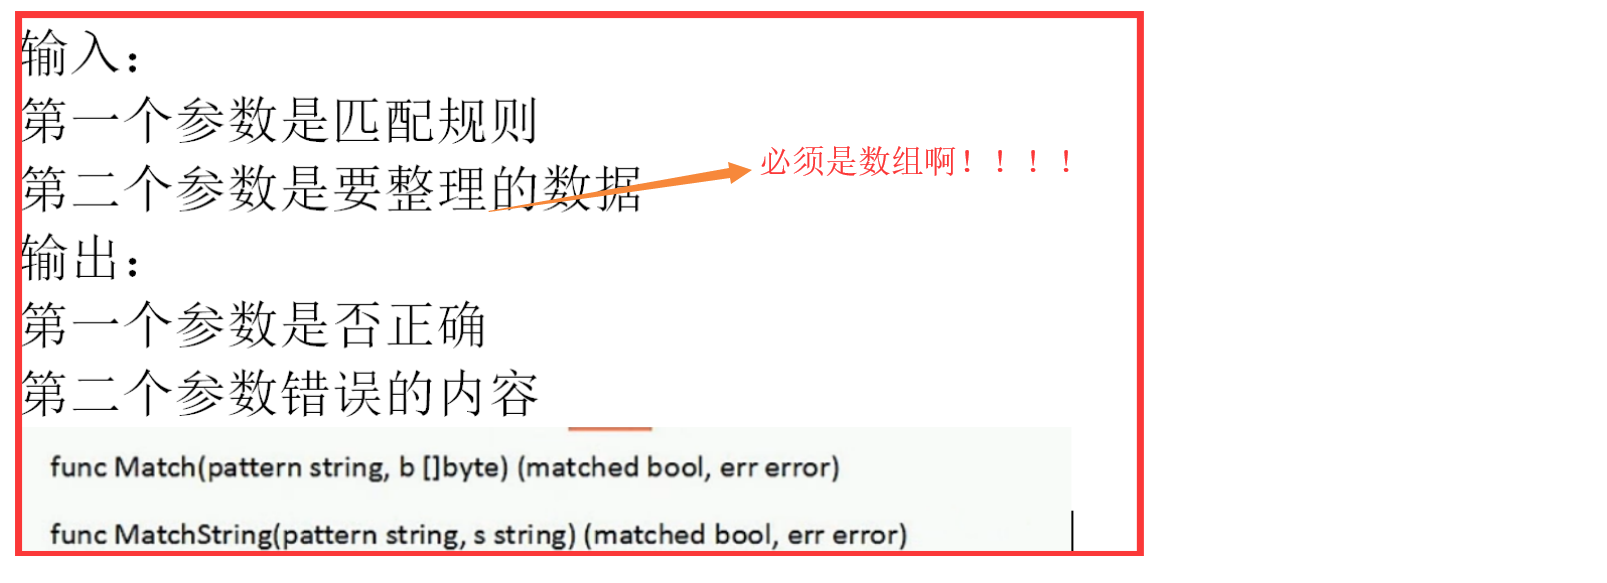 输入：
第一个参数是匹配规则
第二个参数是要整理的数据
必须是数组啊！！！！
输出：
第一个参数是否正确
第二个参数错误的内容
func Match(pattern string, b []byte) (matched bool, err error)
func MatchString(pattern string, s string) (matched bool, err error)